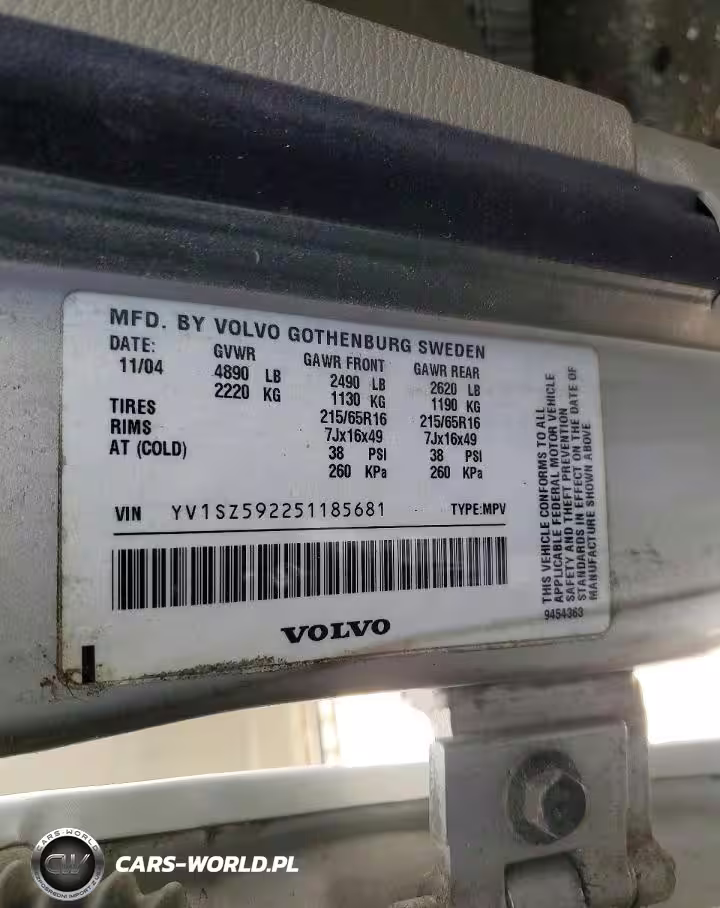 MFD. BY VOLVO GOTHENBURG SWEDEN
DATE: GVWR GAWR FRONT GAWR REAR
11/04 4890 LB 2490 LB 2620 LB
2220 KG 1130 KG 1190 KG
TIRES 215/65R16 215/65R16
RIMS 7Jx16x49 7Jx16x49
AT (COLD) 38 PSI 38 PSI
260 KPa 260 KPa
VIN YV1SZ592251185681 TYPE:MPV
VOLVO
THIS VEHICLE CONFORMS TO ALL
APPLICABLE FEDERAL MOTOR VEHICLE
SAFETY AND THEFT PREVENTION
STANDARDS IN EFFECT ON THE DATE OF
MANUFACTURE SHOWN ABOVE
9454363
CARS-WORLD
CW
CARS-WORLD.PL